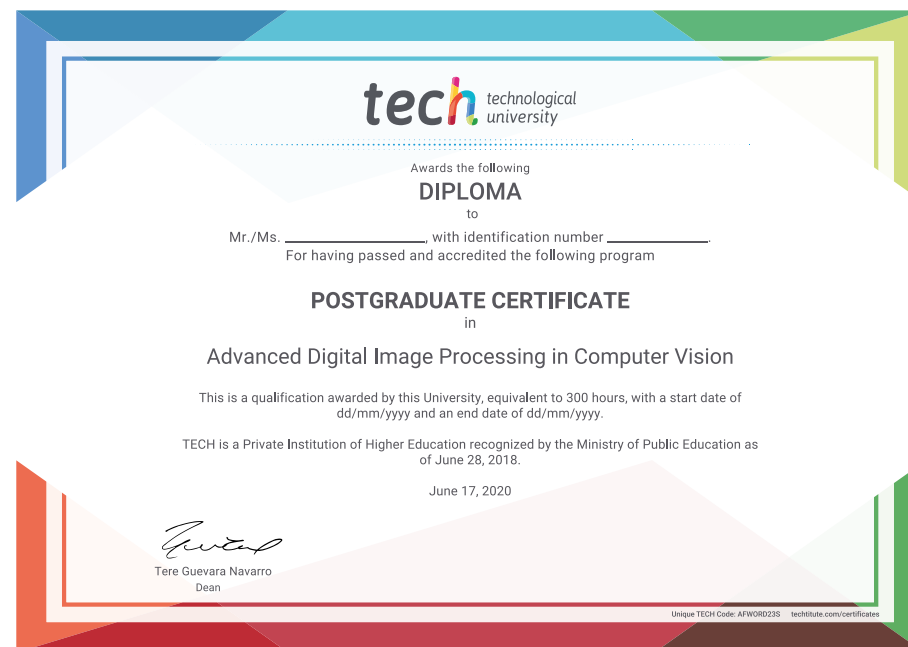 tech technological
university
Awards the following
DIPLOMA
to
Mr./Ms. ____________________, with identification number ______________.
For having passed and accredited the following program
POSTGRADUATE CERTIFICATE
in
Advanced Digital Image Processing in Computer Vision
This is a qualification awarded by this University, equivalent to 300 hours, with a start date of
dd/mm/yyyy and an end date of dd/mm/yyyy.
TECH is a Private Institution of Higher Education recognized by the Ministry of Public Education as
of June 28, 2018.
June 17, 2020
Tere Guevara Navarro
Dean
Unique TECH Code: AFWORD23S techtitute.com/certificates